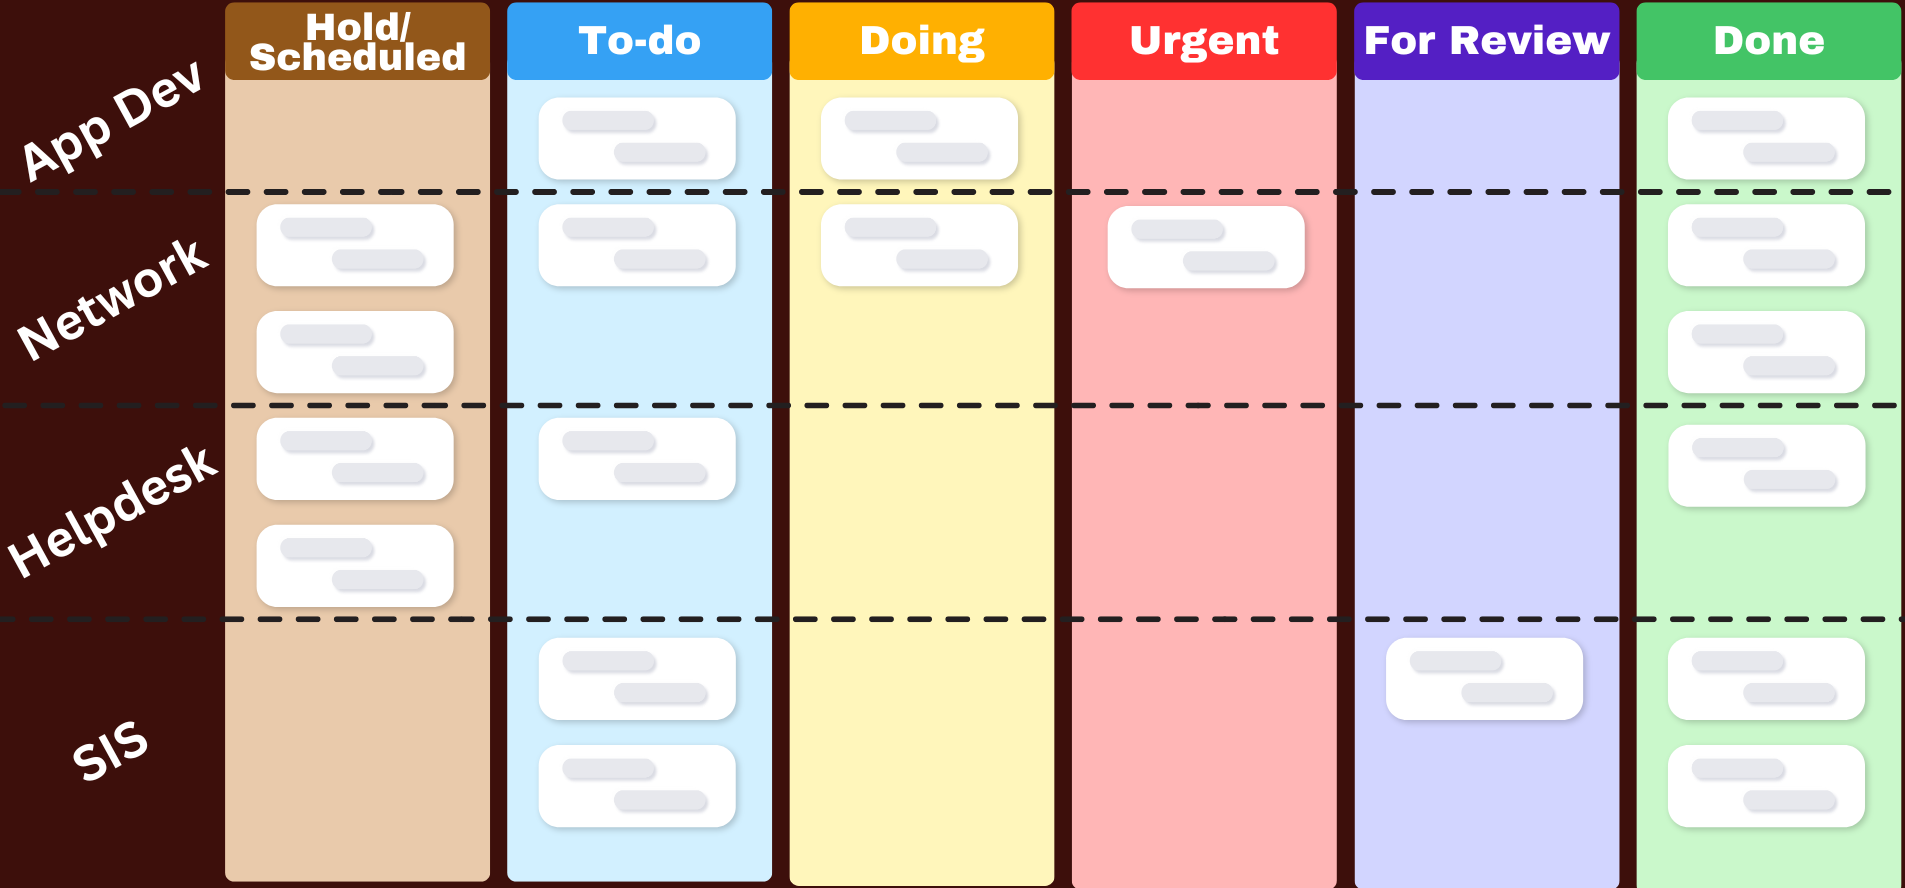 Hold/
Scheduled
To-do
Doing
Urgent
For Review
Done
App Dev
Network
Helpdesk
SIS